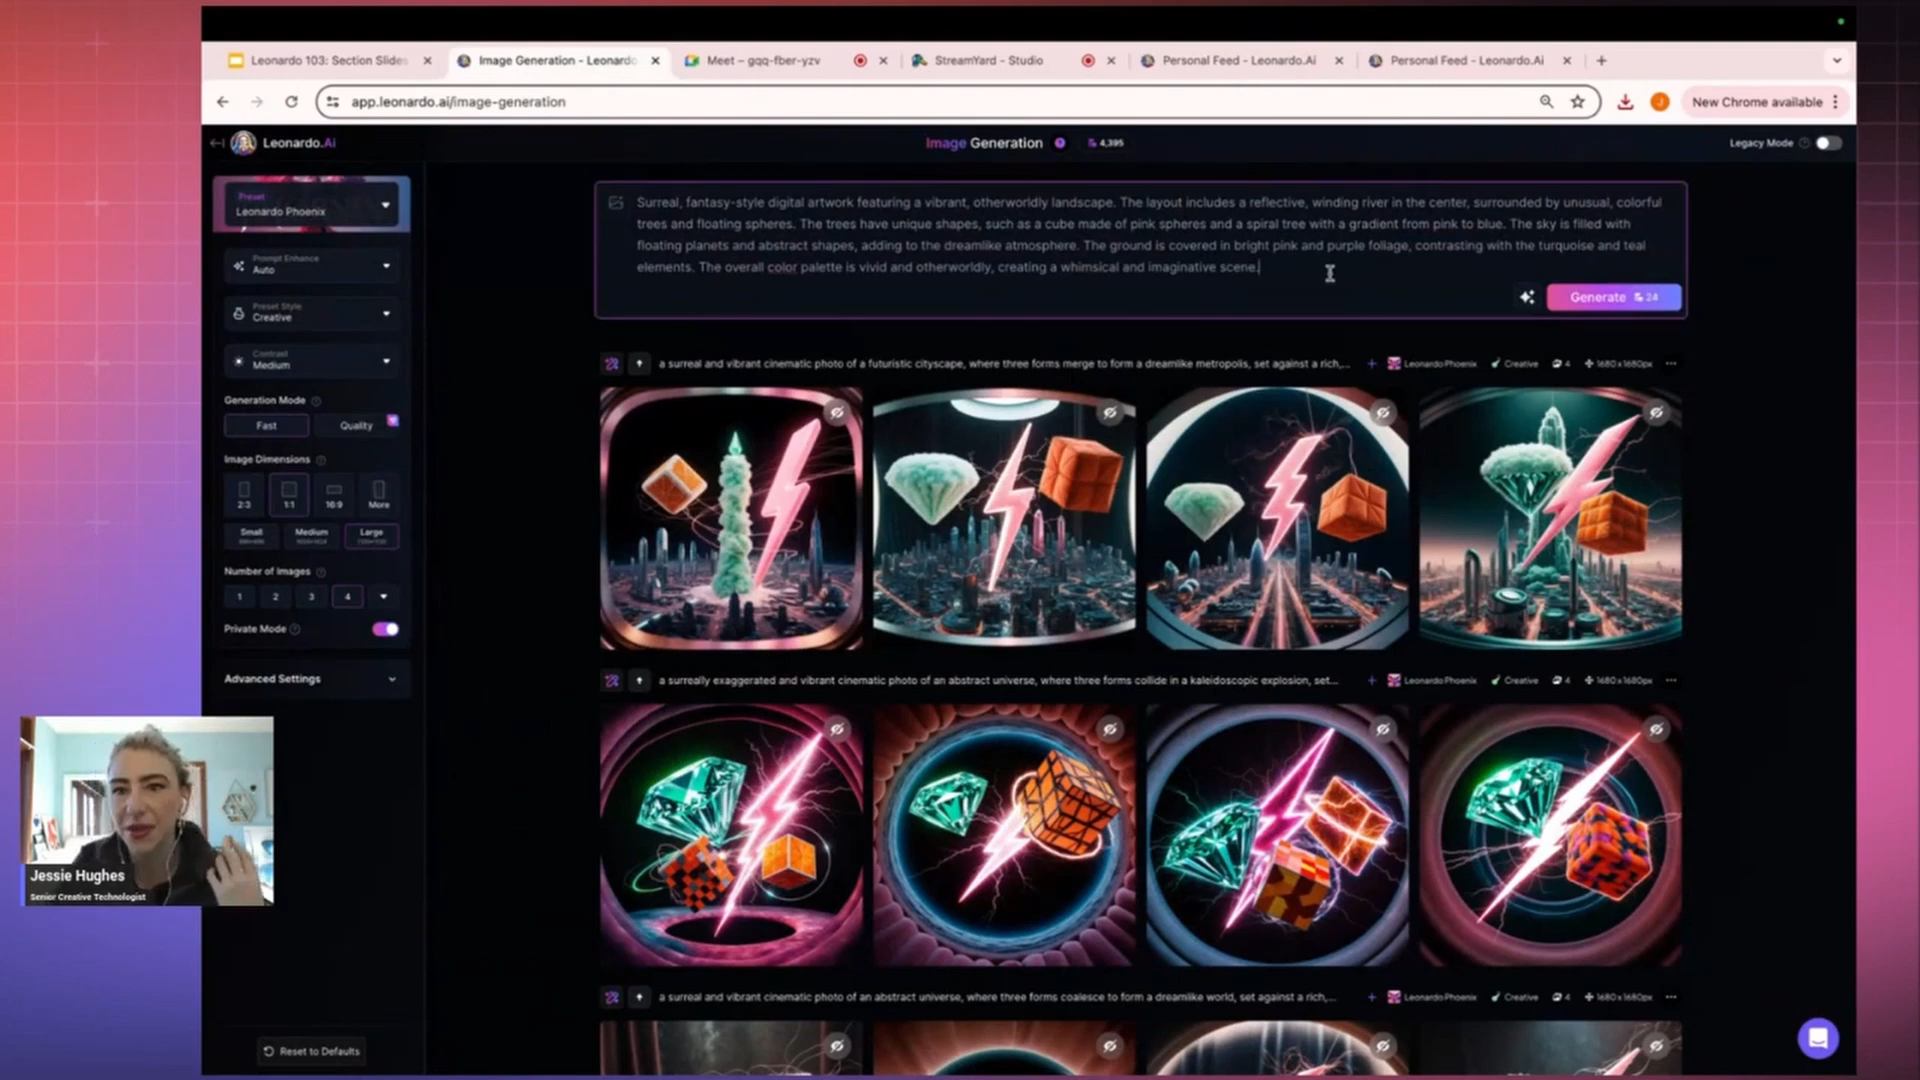 Leonardo 103: Section Slides
Image Generation - Leonardo
Meet – gqq-fber-yzv
StreamYard - Studio
Personal Feed - Leonardo.Ai
Personal Feed - Leonardo.Ai
app.leonardo.ai/image-generation
New Chrome available
Leonardo.Ai
Image Generation
4,395
Legacy Mode
Preset
Leonardo Phoenix
Prompt Enhance
Auto
Preset Style
Creative
Contrast
Medium
Generation Mode
Fast
Quality
Image Dimensions
2:3
1:1
16:9
More
Small
Medium
Large
Number of Images
1
2
3
4
Private Mode
Advanced Settings
Reset to Defaults
Surreal, fantasy-style digital artwork featuring a vibrant, otherworldly landscape. The layout includes a reflective, winding river in the center, surrounded by unusual, colorful
trees and floating spheres. The trees have unique shapes, such as a cube made of pink spheres and a spiral tree with a gradient from pink to blue. The sky is filled with
floating planets and abstract shapes, adding to the dreamlike atmosphere. The ground is covered in bright pink and purple foliage, contrasting with the turquoise and teal
elements. The overall color palette is vivid and otherworldly, creating a whimsical and imaginative scene.
Generate 24
a surreal and vibrant cinematic photo of a futuristic cityscape, where three forms merge to form a dreamlike metropolis, set against a rich,... Leonardo Phoenix Creative 4 1680x1680px
a surreally exaggerated and vibrant cinematic photo of an abstract universe, where three forms collide in a kaleidoscopic explosion, set... Leonardo Phoenix Creative 4 1680x1680px
a surreal and vibrant cinematic photo of an abstract universe, where three forms coalesce to form a dreamlike world, set against a rich,... Leonardo Phoenix Creative 4 1680x1680px
Jessie Hughes
Senior Creative Technologist